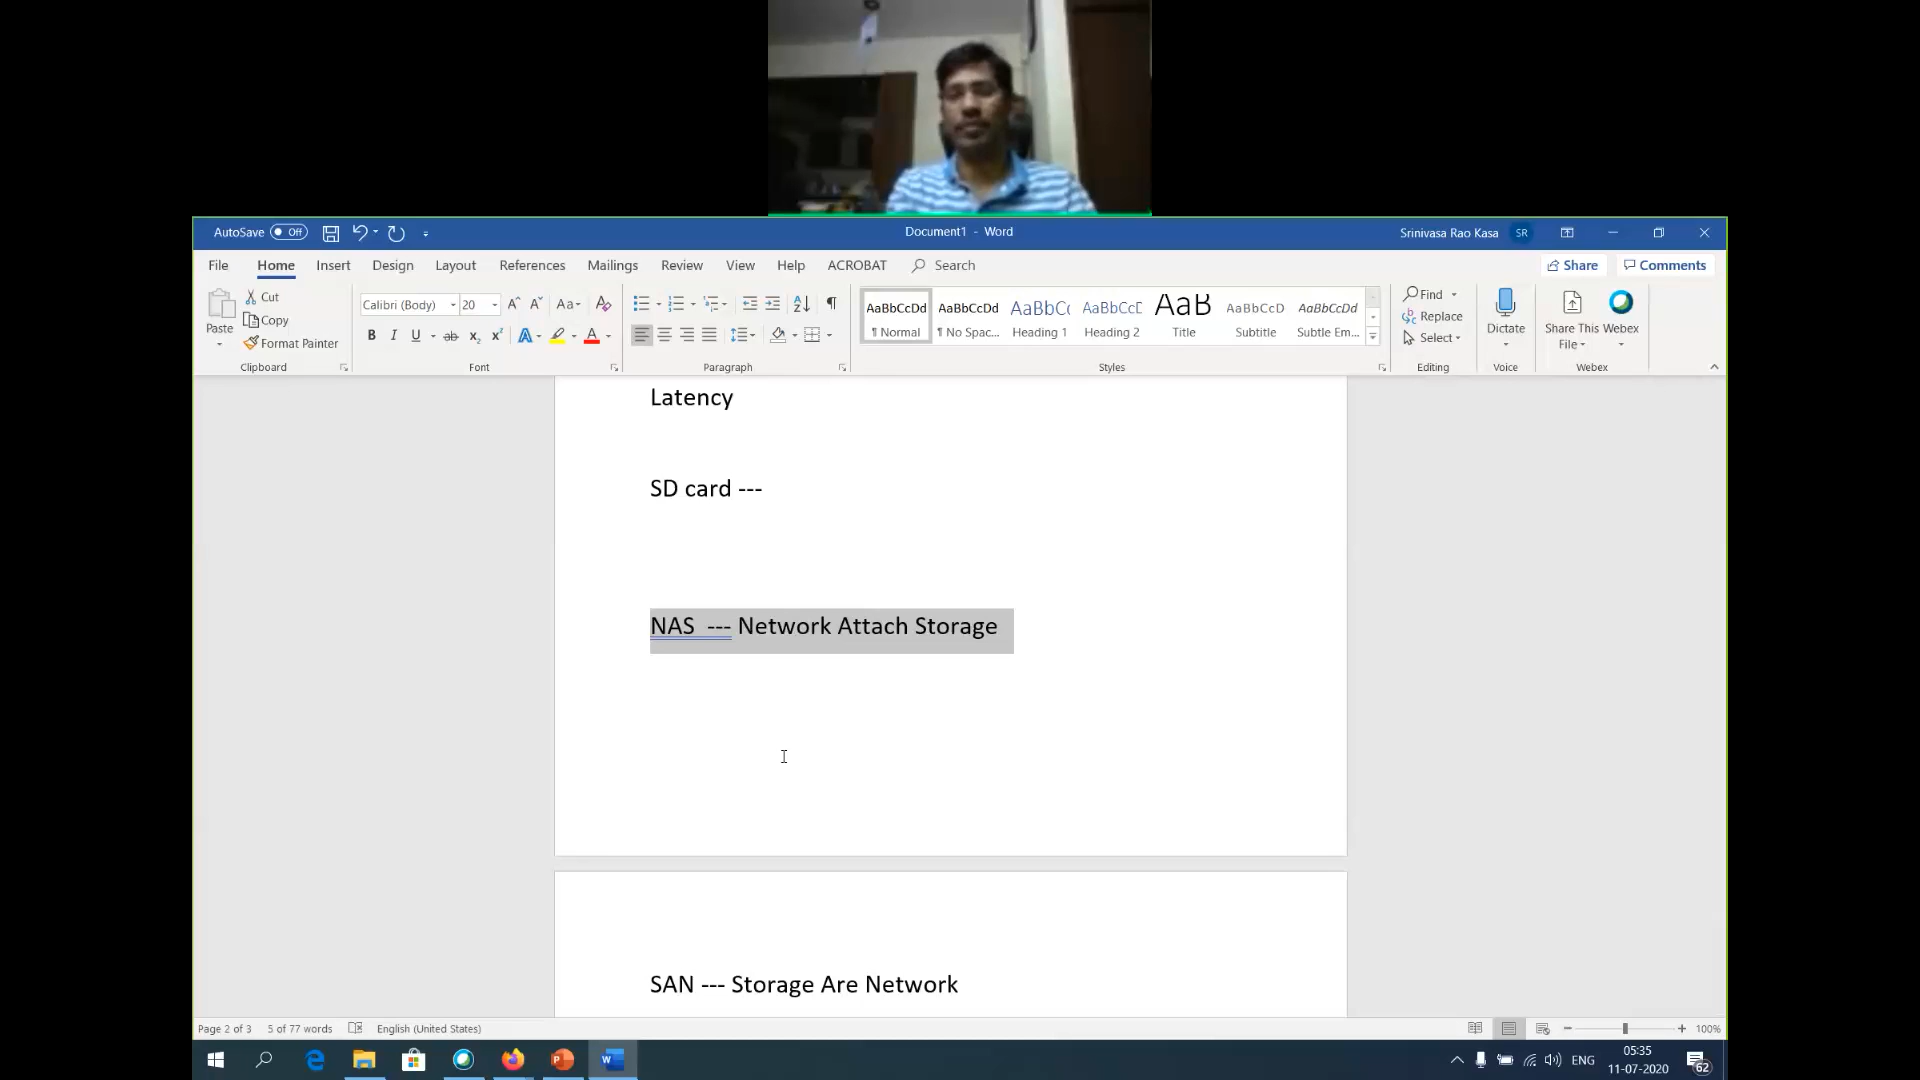 AutoSave Off
Document1 - Word
Srinivasa Rao Kasa SR
File Home Insert Design Layout References Mailings Review View Help ACROBAT Search
Share Comments
Paste
Cut
Copy
Format Painter
Clipboard
Calibri (Body) 20
Font
Paragraph
AaBbCcDd AaBbCcDd AaBbCc AaBbCcE AaB AaBbCcD AaBbCcDd
¶ Normal ¶ No Spac... Heading 1 Heading 2 Title Subtitle Subtle Em...
Styles
Find
Replace
Select
Editing
Dictate
Voice
Share This File
Webex
Webex
Latency
SD card ---
NAS --- Network Attach Storage
SAN --- Storage Are Network
Page 2 of 3 5 of 77 words English (United States) 100%
ENG
05:35
11-07-2020
62